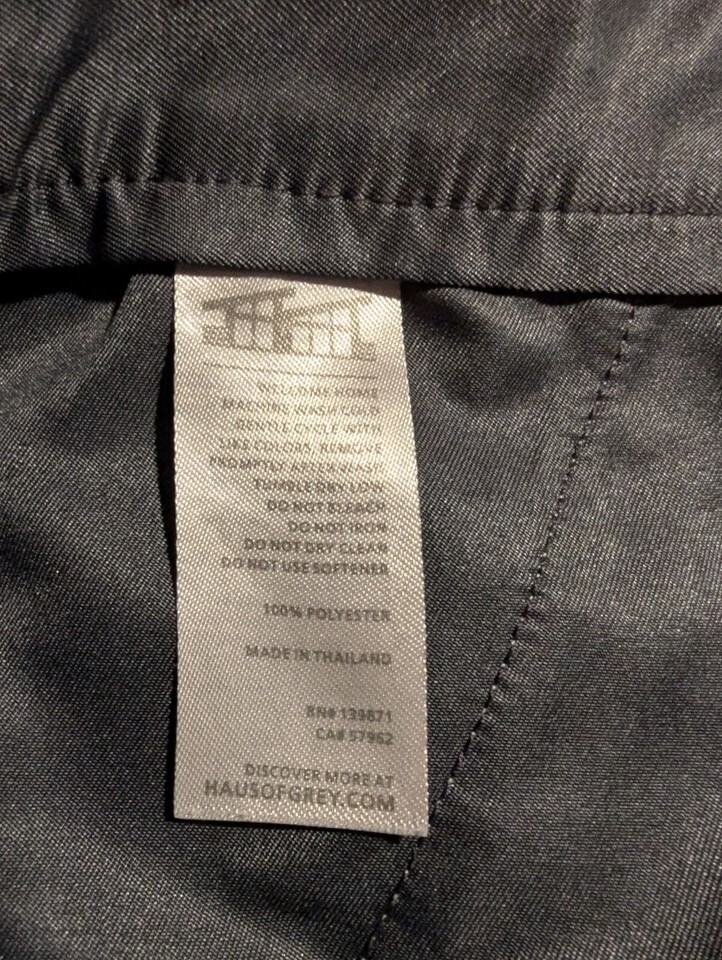 WELCOME HOME
MACHINE WASH COLD
GENTLE CYCLE WITH
LIKE COLORS, REMOVE
PROMPTLY AFTER WASH
TUMBLE DRY LOW
DO NOT BLEACH
DO NOT IRON
DO NOT DRY CLEAN
DO NOT USE SOFTENER
100% POLYESTER
MADE IN THAILAND
RN# 139871
CA# 57962
DISCOVER MORE AT
HAUSOFGREY.COM